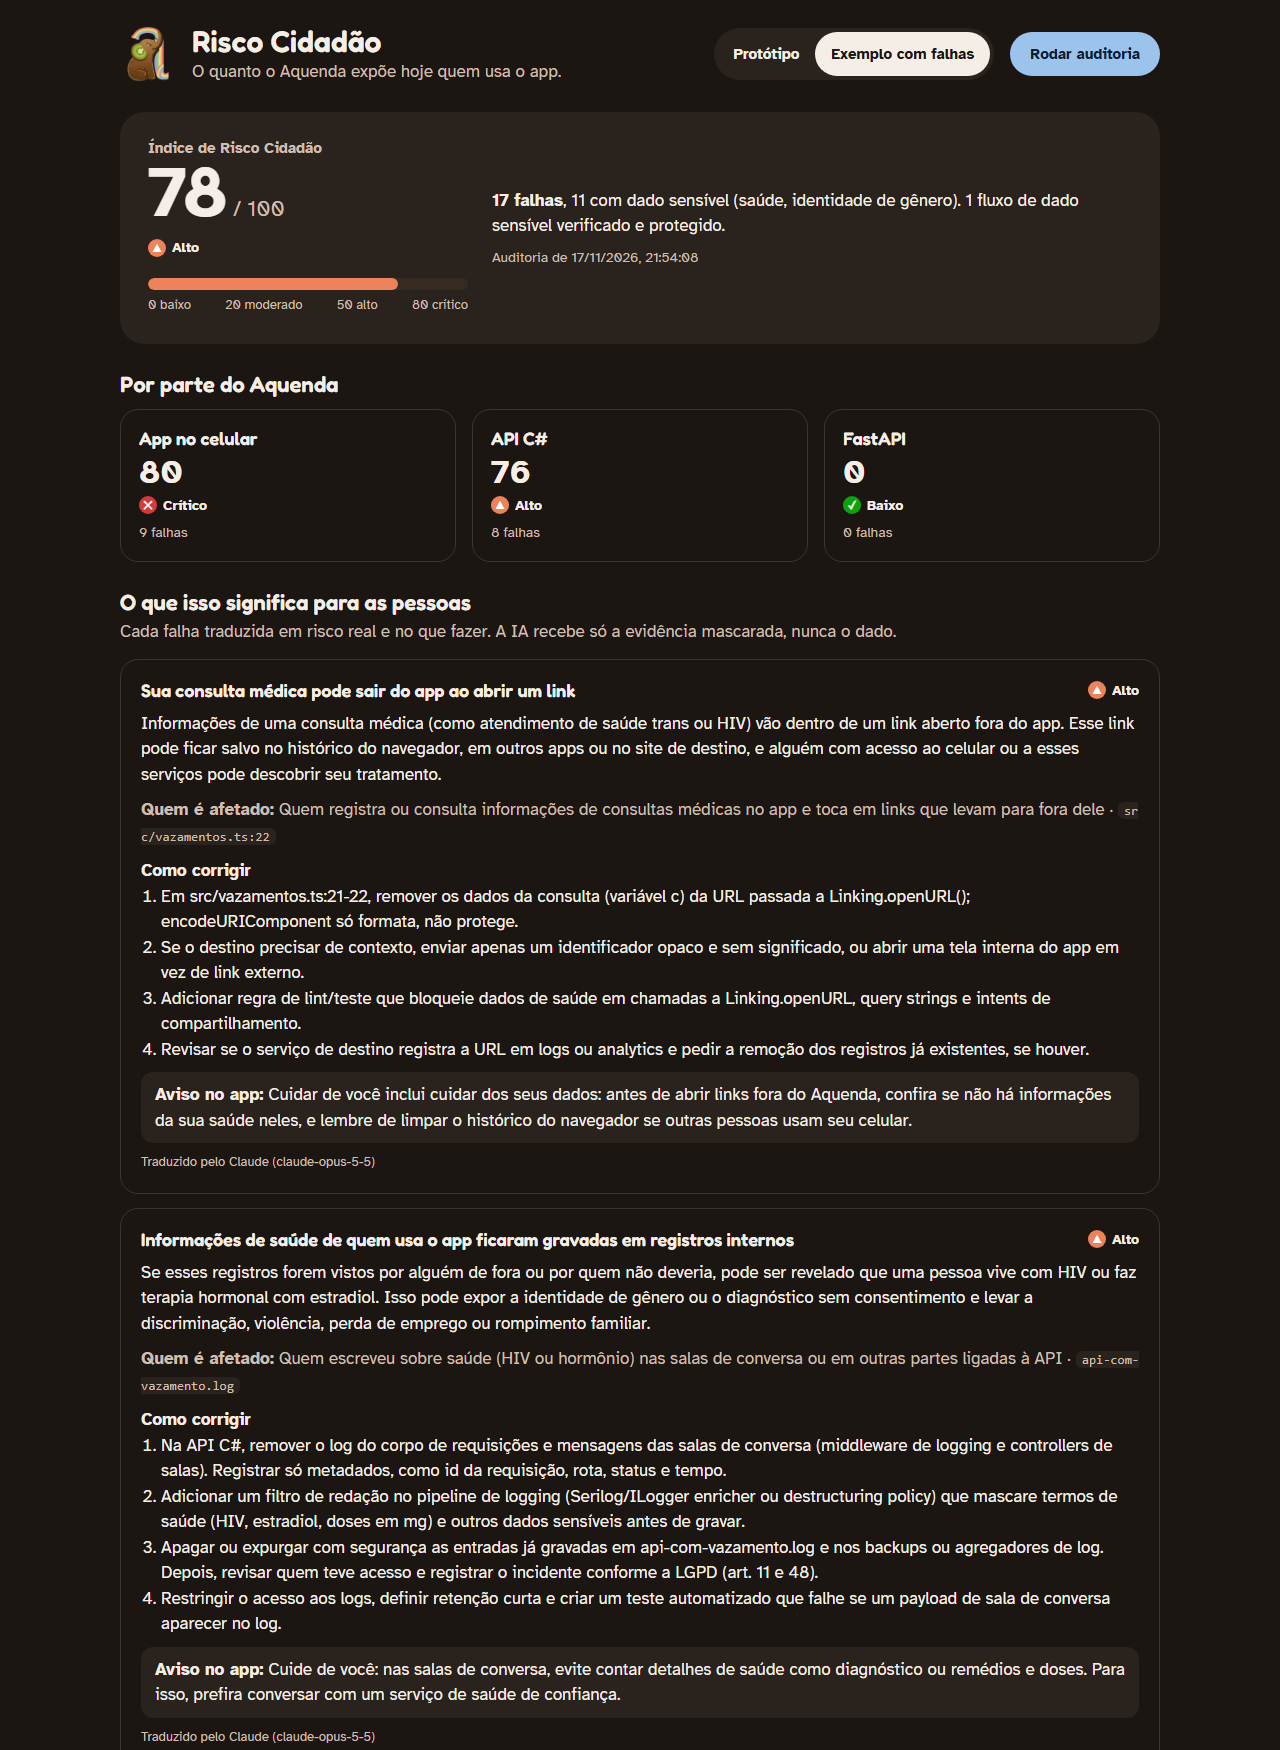 Risco Cidadão
O quanto o Aquenda expõe hoje quem usa o app.
Protótipo
Exemplo com falhas
Rodar auditoria
Índice de Risco Cidadão
78 / 100
Alto
0 baixo
20 moderado
50 alto
80 crítico
17 falhas, 11 com dado sensível (saúde, identidade de gênero). 1 fluxo de dado
sensível verificado e protegido.
Auditoria de 17/11/2026, 21:54:08
Por parte do Aquenda
App no celular
80
Crítico
9 falhas
API C#
76
Alto
8 falhas
FastAPI
0
Baixo
0 falhas
O que isso significa para as pessoas
Cada falha traduzida em risco real e no que fazer. A IA recebe só a evidência mascarada, nunca o dado.
Sua consulta médica pode sair do app ao abrir um link
Alto
Informações de uma consulta médica (como atendimento de saúde trans ou HIV) vão dentro de um link aberto fora do app. Esse link
pode ficar salvo no histórico do navegador, em outros apps ou no site de destino, e alguém com acesso ao celular ou a esses
serviços pode descobrir seu tratamento.
Quem é afetado: Quem registra ou consulta informações de consultas médicas no app e toca em links que levam para fora dele · sr
c/vazamentos.ts:22
Como corrigir
1. Em src/vazamentos.ts:21-22, remover os dados da consulta (variável c) da URL passada a Linking.openURL();
encodeURIComponent só formata, não protege.
2. Se o destino precisar de contexto, enviar apenas um identificador opaco e sem significado, ou abrir uma tela interna do app em
vez de link externo.
3. Adicionar regra de lint/teste que bloqueie dados de saúde em chamadas a Linking.openURL, query strings e intents de
compartilhamento.
4. Revisar se o serviço de destino registra a URL em logs ou analytics e pedir a remoção dos registros já existentes, se houver.
Aviso no app: Cuidar de você inclui cuidar dos seus dados: antes de abrir links fora do Aquenda, confira se não há informações
da sua saúde neles, e lembre de limpar o histórico do navegador se outras pessoas usam seu celular.
Traduzido pelo Claude (claude-opus-5-5)
Informações de saúde de quem usa o app ficaram gravadas em registros internos
Alto
Se esses registros forem vistos por alguém de fora ou por quem não deveria, pode ser revelado que uma pessoa vive com HIV ou faz
terapia hormonal com estradiol. Isso pode expor a identidade de gênero ou o diagnóstico sem consentimento e levar a
discriminação, violência, perda de emprego ou rompimento familiar.
Quem é afetado: Quem escreveu sobre saúde (HIV ou hormônio) nas salas de conversa ou em outras partes ligadas à API · api-com-
vazamento.log
Como corrigir
1. Na API C#, remover o log do corpo de requisições e mensagens das salas de conversa (middleware de logging e controllers de
salas). Registrar só metadados, como id da requisição, rota, status e tempo.
2. Adicionar um filtro de redação no pipeline de logging (Serilog/ILogger enricher ou destructuring policy) que mascare termos de
saúde (HIV, estradiol, doses em mg) e outros dados sensíveis antes de gravar.
3. Apagar ou expurgar com segurança as entradas já gravadas em api-com-vazamento.log e nos backups ou agregadores de log.
Depois, revisar quem teve acesso e registrar o incidente conforme a LGPD (art. 11 e 48).
4. Restringir o acesso aos logs, definir retenção curta e criar um teste automatizado que falhe se um payload de sala de conversa
aparecer no log.
Aviso no app: Cuide de você: nas salas de conversa, evite contar detalhes de saúde como diagnóstico ou remédios e doses. Para
isso, prefira conversar com um serviço de saúde de confiança.
Traduzido pelo Claude (claude-opus-5-5)